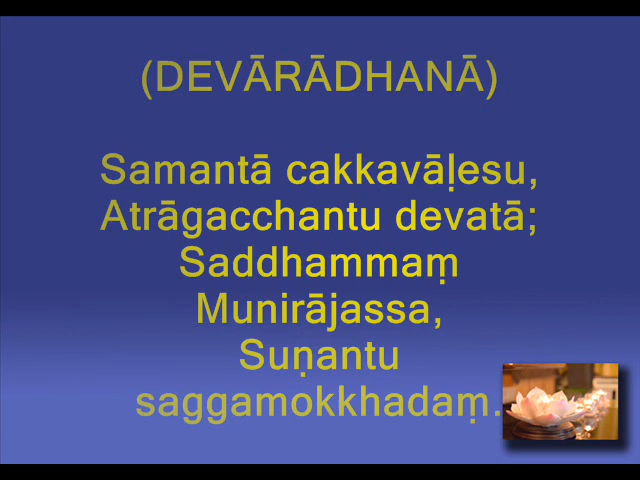 (DEVĀRĀDHANĀ)
Samantā cakkavāḷesu,
Atrāgacchantu devatā;
Saddhammaṃ
Munirājassa,
Suṇantu
saggamokkhadaṃ.